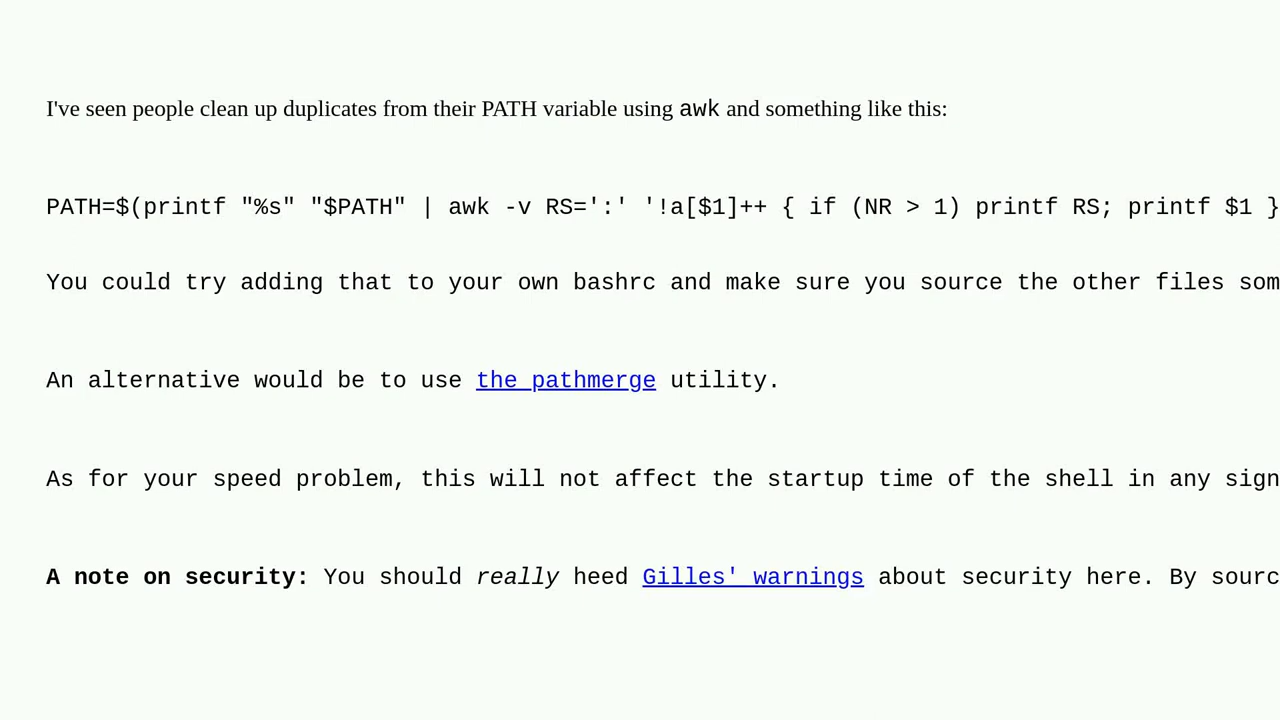 I've seen people clean up duplicates from their PATH variable using awk and something like this:
PATH=$(printf "%s" "$PATH" | awk -v RS=':' '!a[$1]++ { if (NR > 1) printf RS; printf $1 }
You could try adding that to your own bashrc and make sure you source the other files som
An alternative would be to use the pathmerge utility.
As for your speed problem, this will not affect the startup time of the shell in any sign
A note on security: You should really heed Gilles' warnings about security here. By sourc